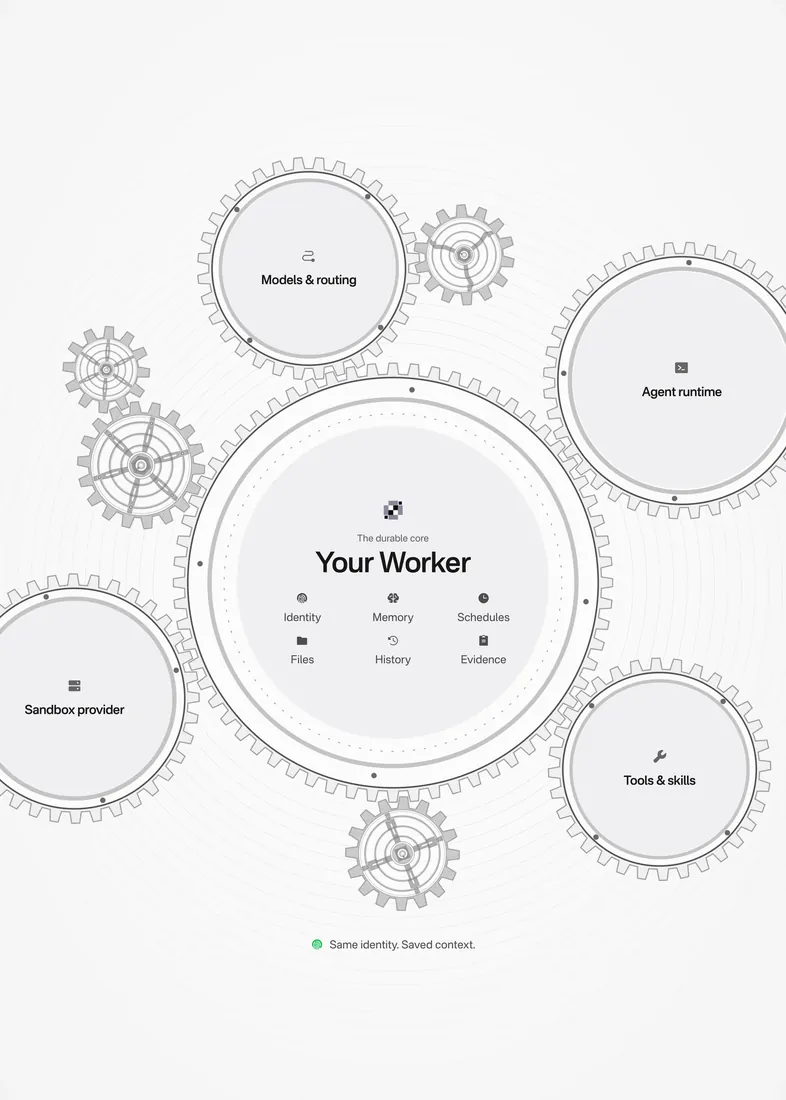 Models & routing
Agent runtime
The durable core
Your Worker
Identity
Memory
Schedules
Files
History
Evidence
Sandbox provider
Tools & skills
Same identity. Saved context.